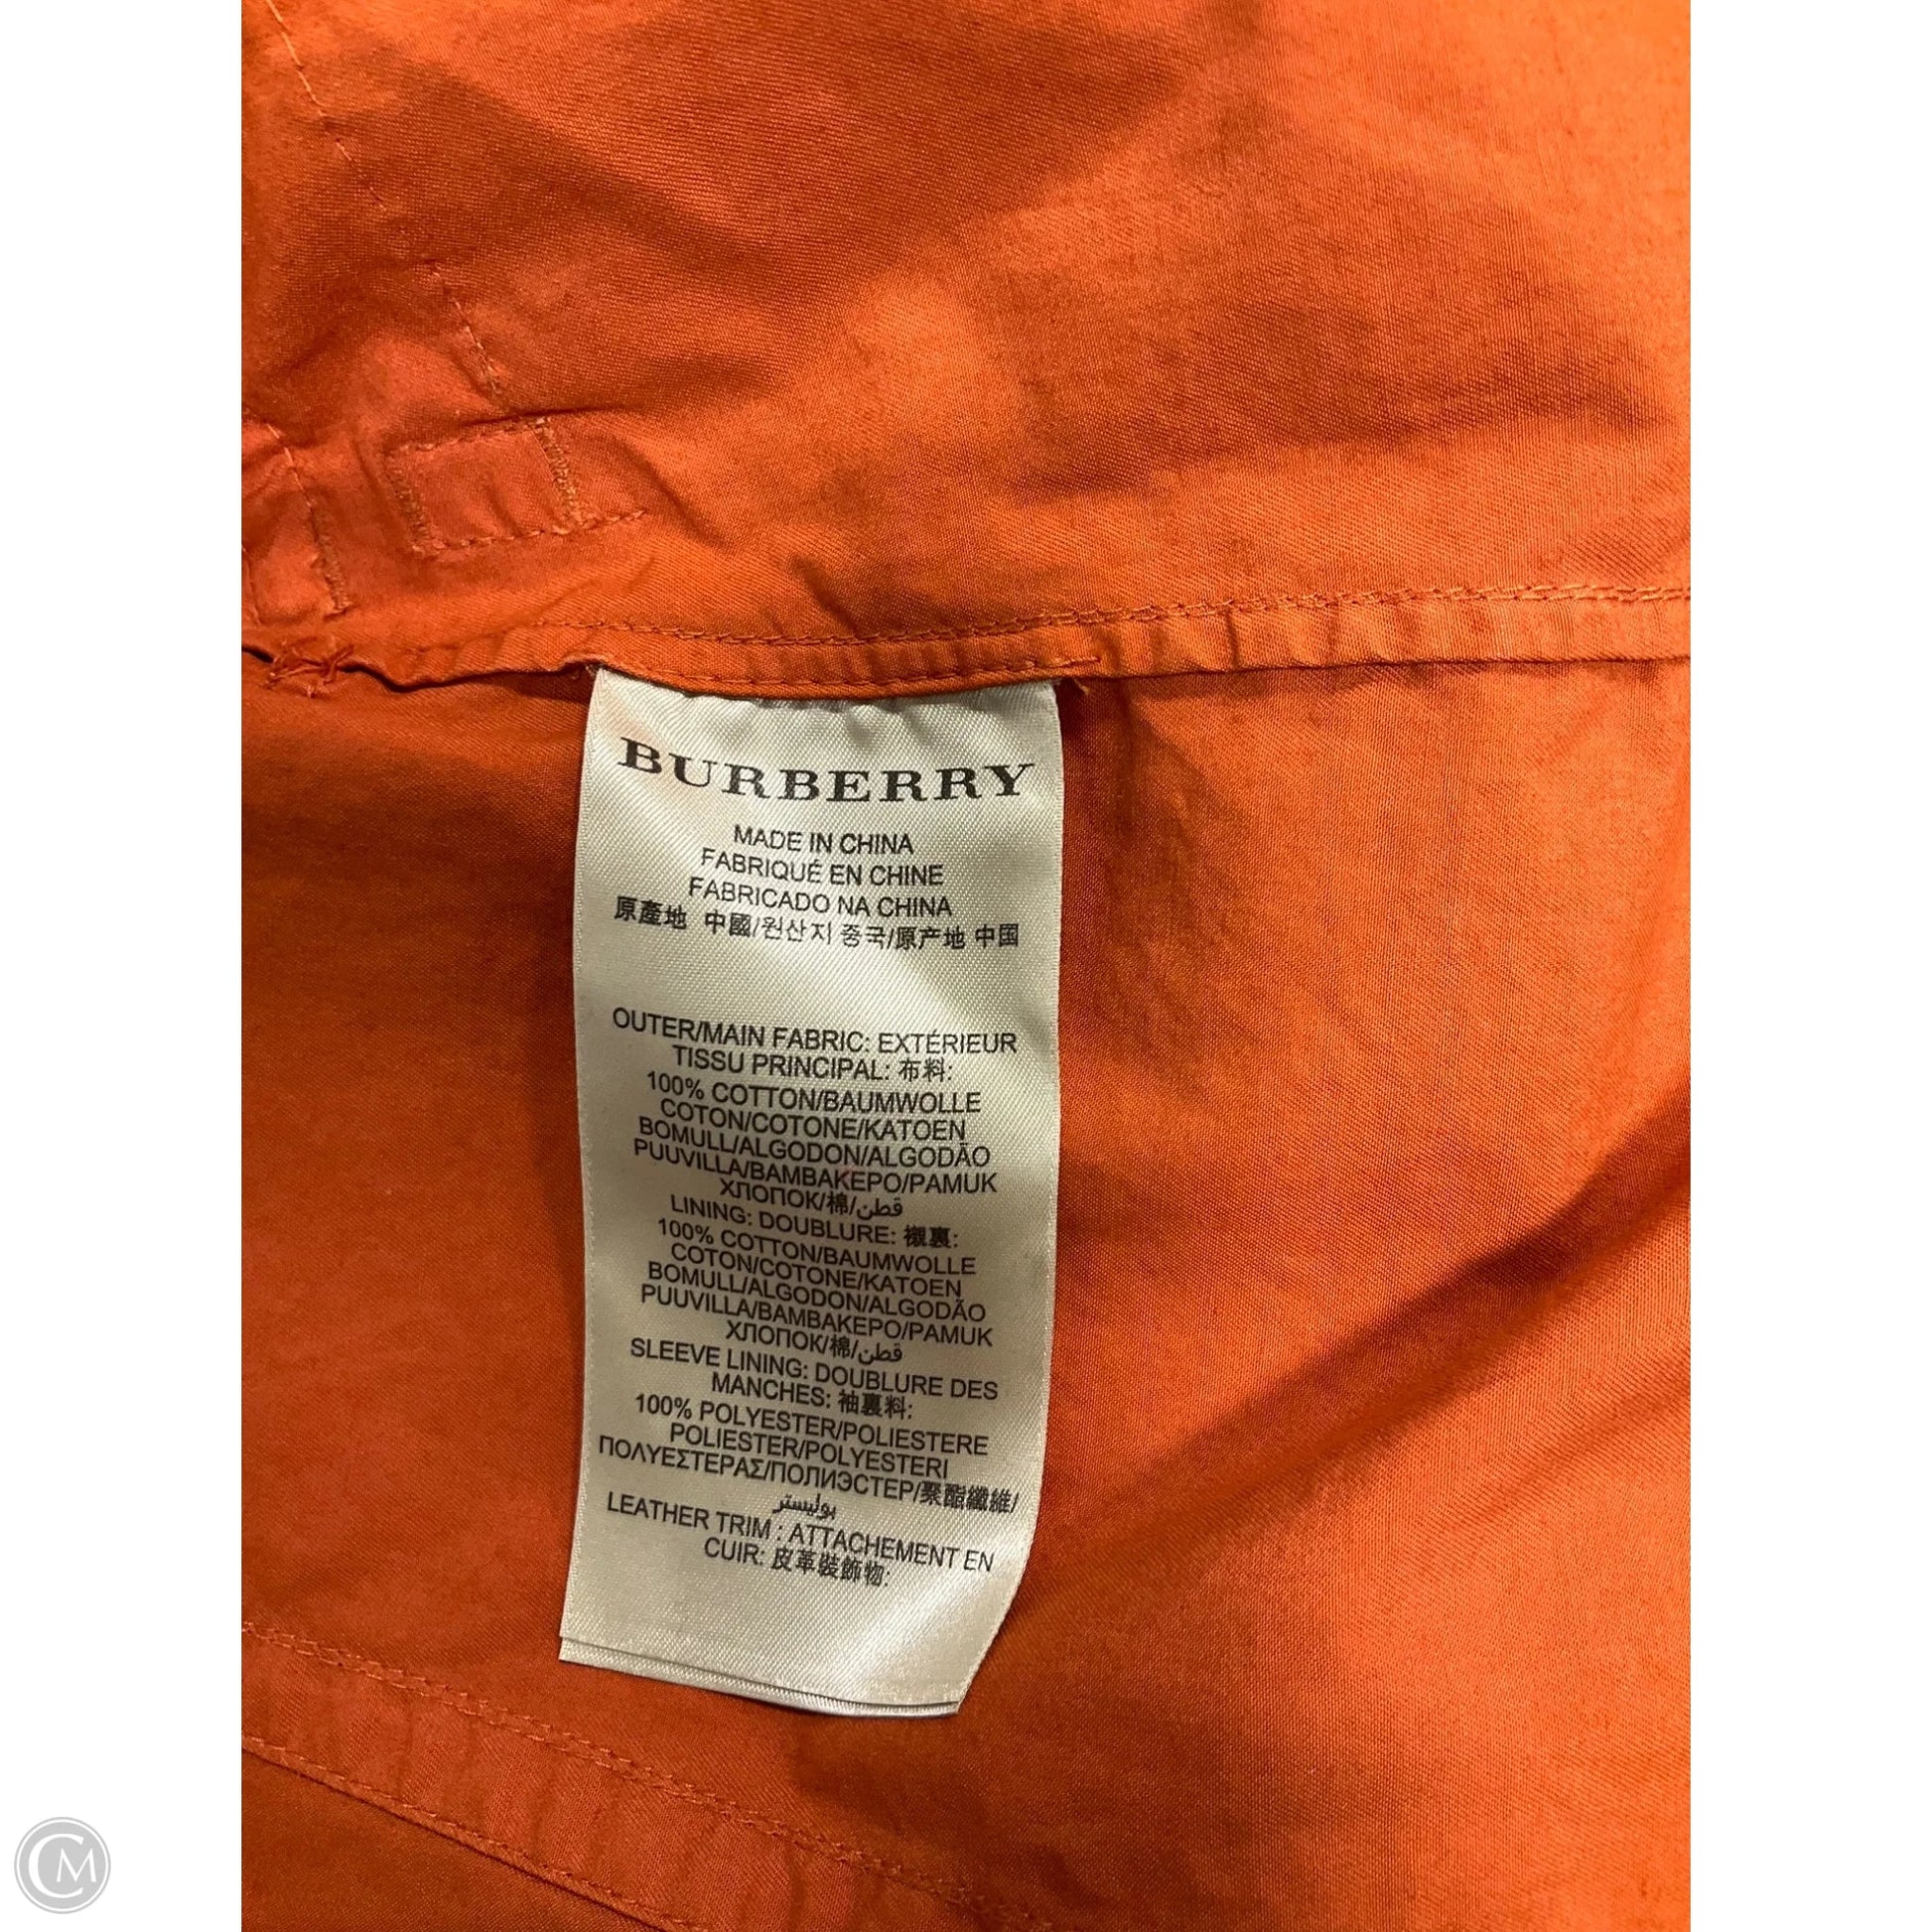 BURBERRY
MADE IN CHINA
FABRIQUÉ EN CHINE
FABRICADO NA CHINA
原產地 中國/원산지 중국/原产地 中国
OUTER/MAIN FABRIC: EXTÉRIEUR
TISSU PRINCIPAL: 布料:
100% COTTON/BAUMWOLLE
COTON/COTONE/KATOEN
BOMULL/ALGODON/ALGODÃO
PUUVILLA/ΒΑΜΒΑΚΕΡΟ/PAMUK
ХЛОПОК/棉/قطن
LINING: DOUBLURE: 襯裏:
100% COTTON/BAUMWOLLE
COTON/COTONE/KATOEN
BOMULL/ALGODON/ALGODÃO
PUUVILLA/ΒΑΜΒΑΚΕΡΟ/PAMUK
ХЛОПОК/棉/قطن
SLEEVE LINING: DOUBLURE DES
MANCHES: 袖裏料:
100% POLYESTER/POLIESTERE
POLIESTER/POLYESTERI
ΠΟΛΥΕΣΤΕΡΑΣ/ПОЛИЭСТЕР/聚酯纖維/
بوليستر
LEATHER TRIM : ATTACHEMENT EN
CUIR: 皮革裝飾物:
CM